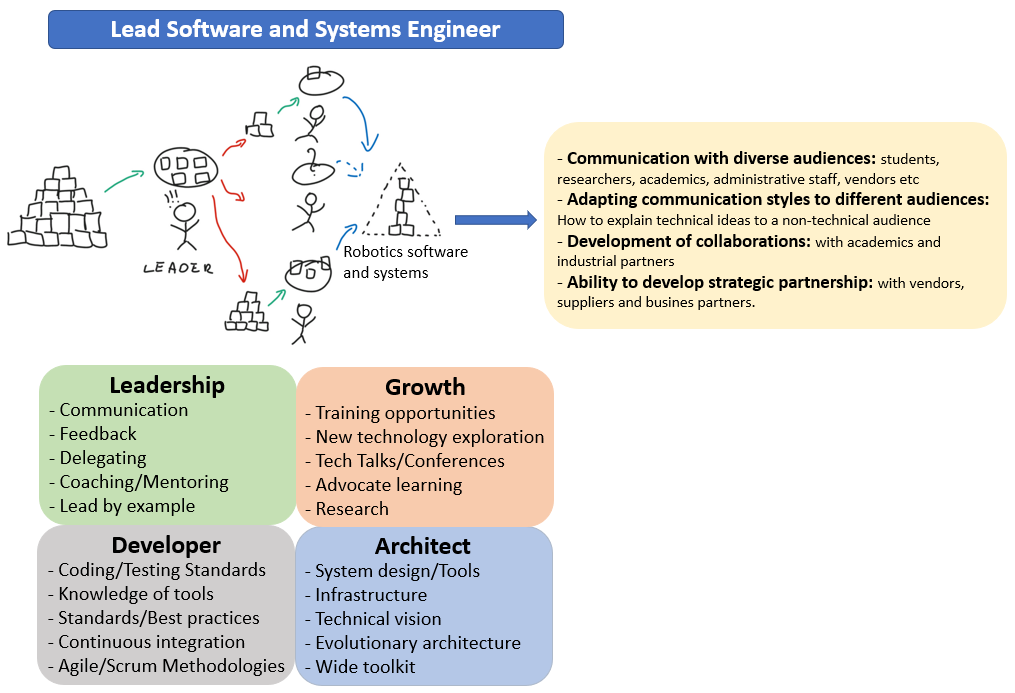 Lead Software and Systems Engineer
?
!!!
LEADER
Robotics software
and systems
- Communication with diverse audiences: students,
researchers, academics, administrative staff, vendors etc
- Adapting communication styles to different audiences:
How to explain technical ideas to a non-technical audience
- Development of collaborations: with academics and
industrial partners
- Ability to develop strategic partnership: with vendors,
suppliers and busines partners.
Leadership
- Communication
- Feedback
- Delegating
- Coaching/Mentoring
- Lead by example
Growth
- Training opportunities
- New technology exploration
- Tech Talks/Conferences
- Advocate learning
- Research
Developer
- Coding/Testing Standards
- Knowledge of tools
- Standards/Best practices
- Continuous integration
- Agile/Scrum Methodologies
Architect
- System design/Tools
- Infrastructure
- Technical vision
- Evolutionary architecture
- Wide toolkit